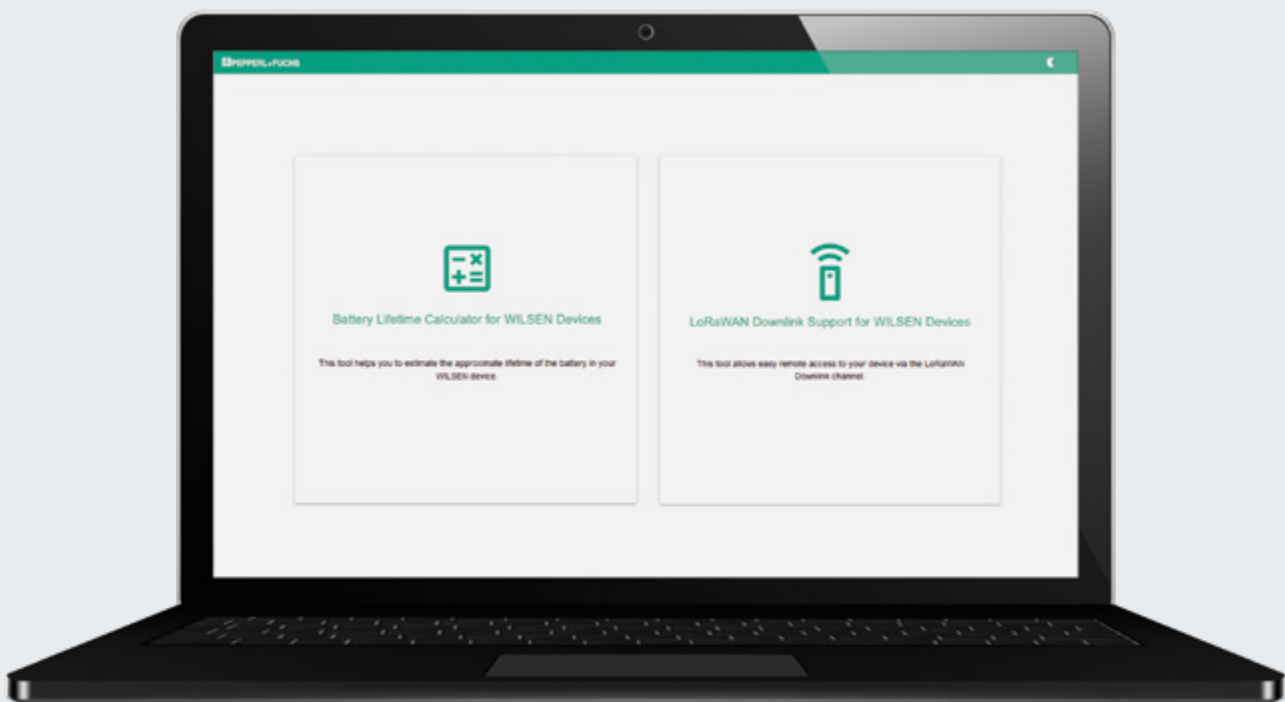 PEPPERL+FUCHS
Battery Lifetime Calculator for WILSEN Devices
This tool helps you to estimate the approximate lifetime of the battery in your
WILSEN device.
LoRaWAN Downlink Support for WILSEN Devices
This tool allows easy remote access to your device via the LoRaWAN
Downlink channel.